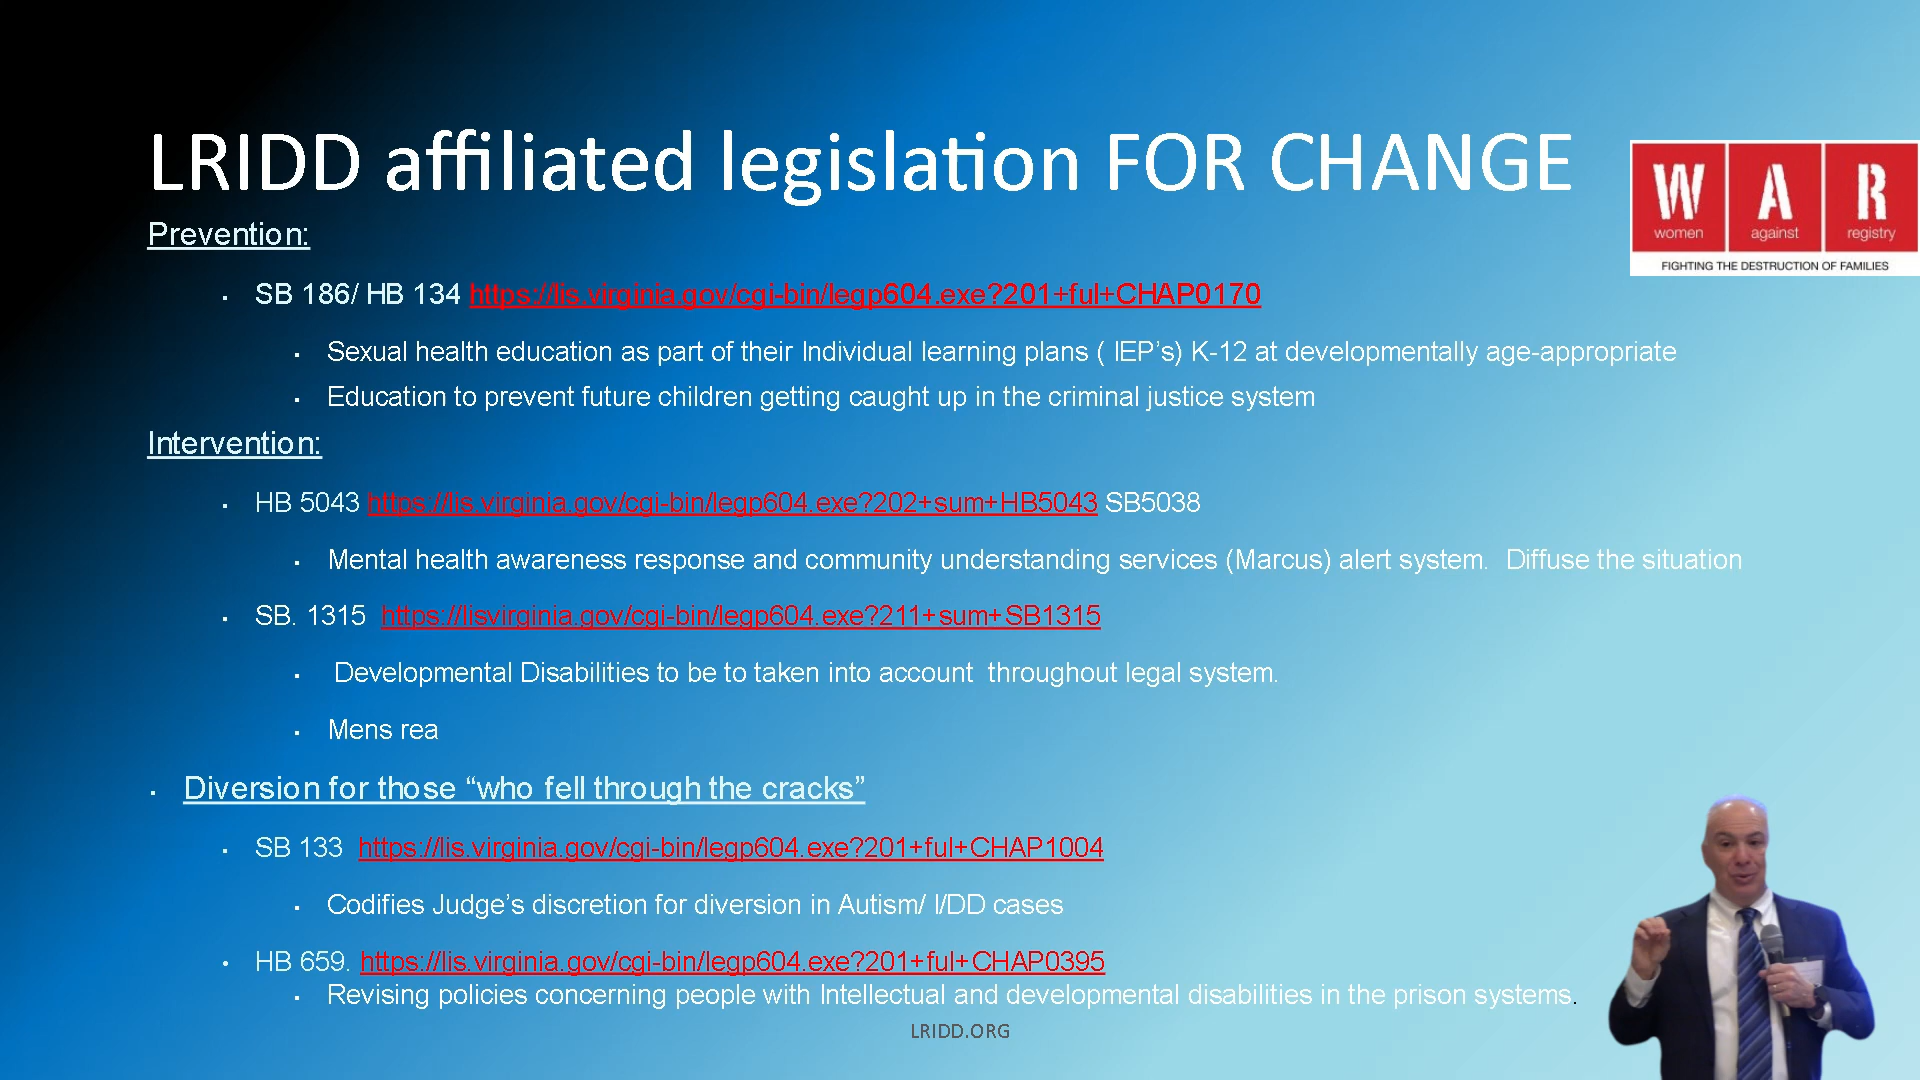 LRIDD affiliated legislation FOR CHANGE
W A R
women against registry
FIGHTING THE DESTRUCTION OF FAMILIES
Prevention:
SB 186/ HB 134 https://lis.virginia.gov/cgi-bin/legp604.exe?201+ful+CHAP0170
Sexual health education as part of their Individual learning plans ( IEP’s) K-12 at developmentally age-appropriate
Education to prevent future children getting caught up in the criminal justice system
Intervention:
HB 5043 https://lis.virginia.gov/cgi-bin/legp604.exe?202+sum+HB5043 SB5038
Mental health awareness response and community understanding services (Marcus) alert system.  Diffuse the situation
SB. 1315  https://lisvirginia.gov/cgi-bin/legp604.exe?211+sum+SB1315
Developmental Disabilities to be to taken into account  throughout legal system.
Mens rea
Diversion for those “who fell through the cracks”
SB 133  https://lis.virginia.gov/cgi-bin/legp604.exe?201+ful+CHAP1004
Codifies Judge’s discretion for diversion in Autism/ I/DD cases
HB 659. https://lis.virginia.gov/cgi-bin/legp604.exe?201+ful+CHAP0395
Revising policies concerning people with Intellectual and developmental disabilities in the prison systems.
LRIDD.ORG